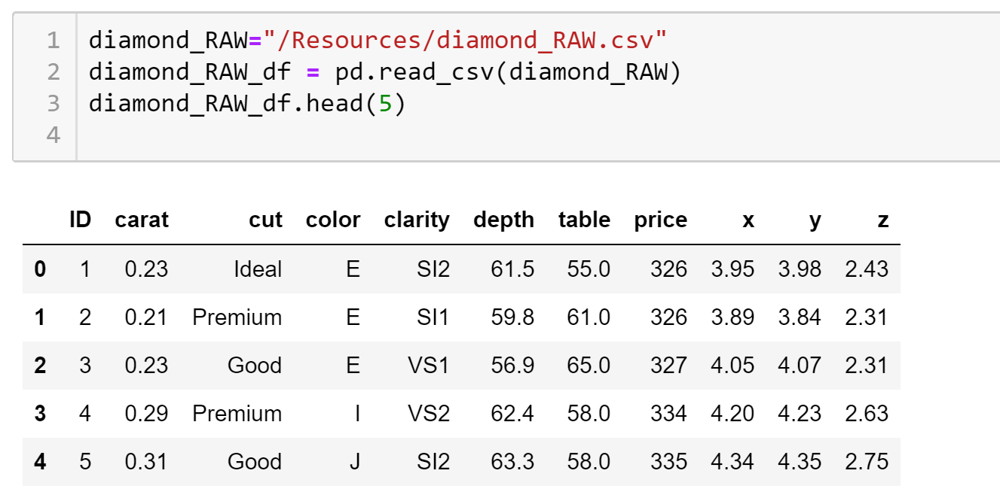 1 diamond_RAW="/Resources/diamond_RAW.csv"
2 diamond_RAW_df = pd.read_csv(diamond_RAW)
3 diamond_RAW_df.head(5)
4
ID carat cut color clarity depth table price x y z
0 1 0.23 Ideal E SI2 61.5 55.0 326 3.95 3.98 2.43
1 2 0.21 Premium E SI1 59.8 61.0 326 3.89 3.84 2.31
2 3 0.23 Good E VS1 56.9 65.0 327 4.05 4.07 2.31
3 4 0.29 Premium I VS2 62.4 58.0 334 4.20 4.23 2.63
4 5 0.31 Good J SI2 63.3 58.0 335 4.34 4.35 2.75